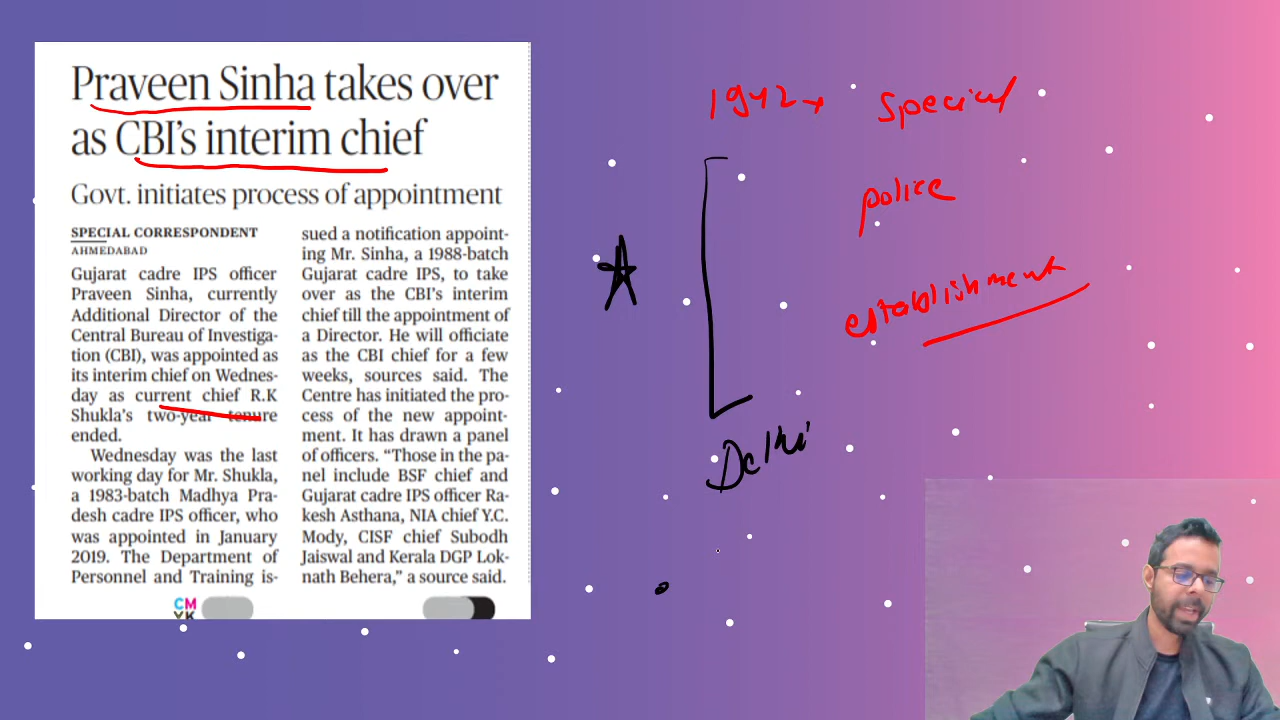 Praveen Sinha takes over
as CBI's interim chief
Govt. initiates process of appointment
SPECIAL CORRESPONDENT
AHMEDABAD
Gujarat cadre IPS officer
Praveen Sinha, currently
Additional Director of the
Central Bureau of Investiga-
tion (CBI), was appointed as
its interim chief on Wednes-
day as current chief R.K
Shukla's two-year tenure
ended.
Wednesday was the last
working day for Mr. Shukla,
a 1983-batch Madhya Pra-
desh cadre IPS officer, who
was appointed in January
2019. The Department of
Personnel and Training is-
sued a notification appoint-
ing Mr. Sinha, a 1988-batch
Gujarat cadre IPS, to take
over as the CBI's interim
chief till the appointment of
a Director. He will officiate
as the CBI chief for a few
weeks, sources said. The
Centre has initiated the pro-
cess of the new appoint-
ment. It has drawn a panel
of officers. “Those in the pa-
nel include BSF chief and
Gujarat cadre IPS officer Ra-
kesh Asthana, NIA chief Y.C.
Mody, CISF chief Subodh
Jaiswal and Kerala DGP Lok-
nath Behera,” a source said.
CM
YK
1942 → Special
police
establishment
Delhi